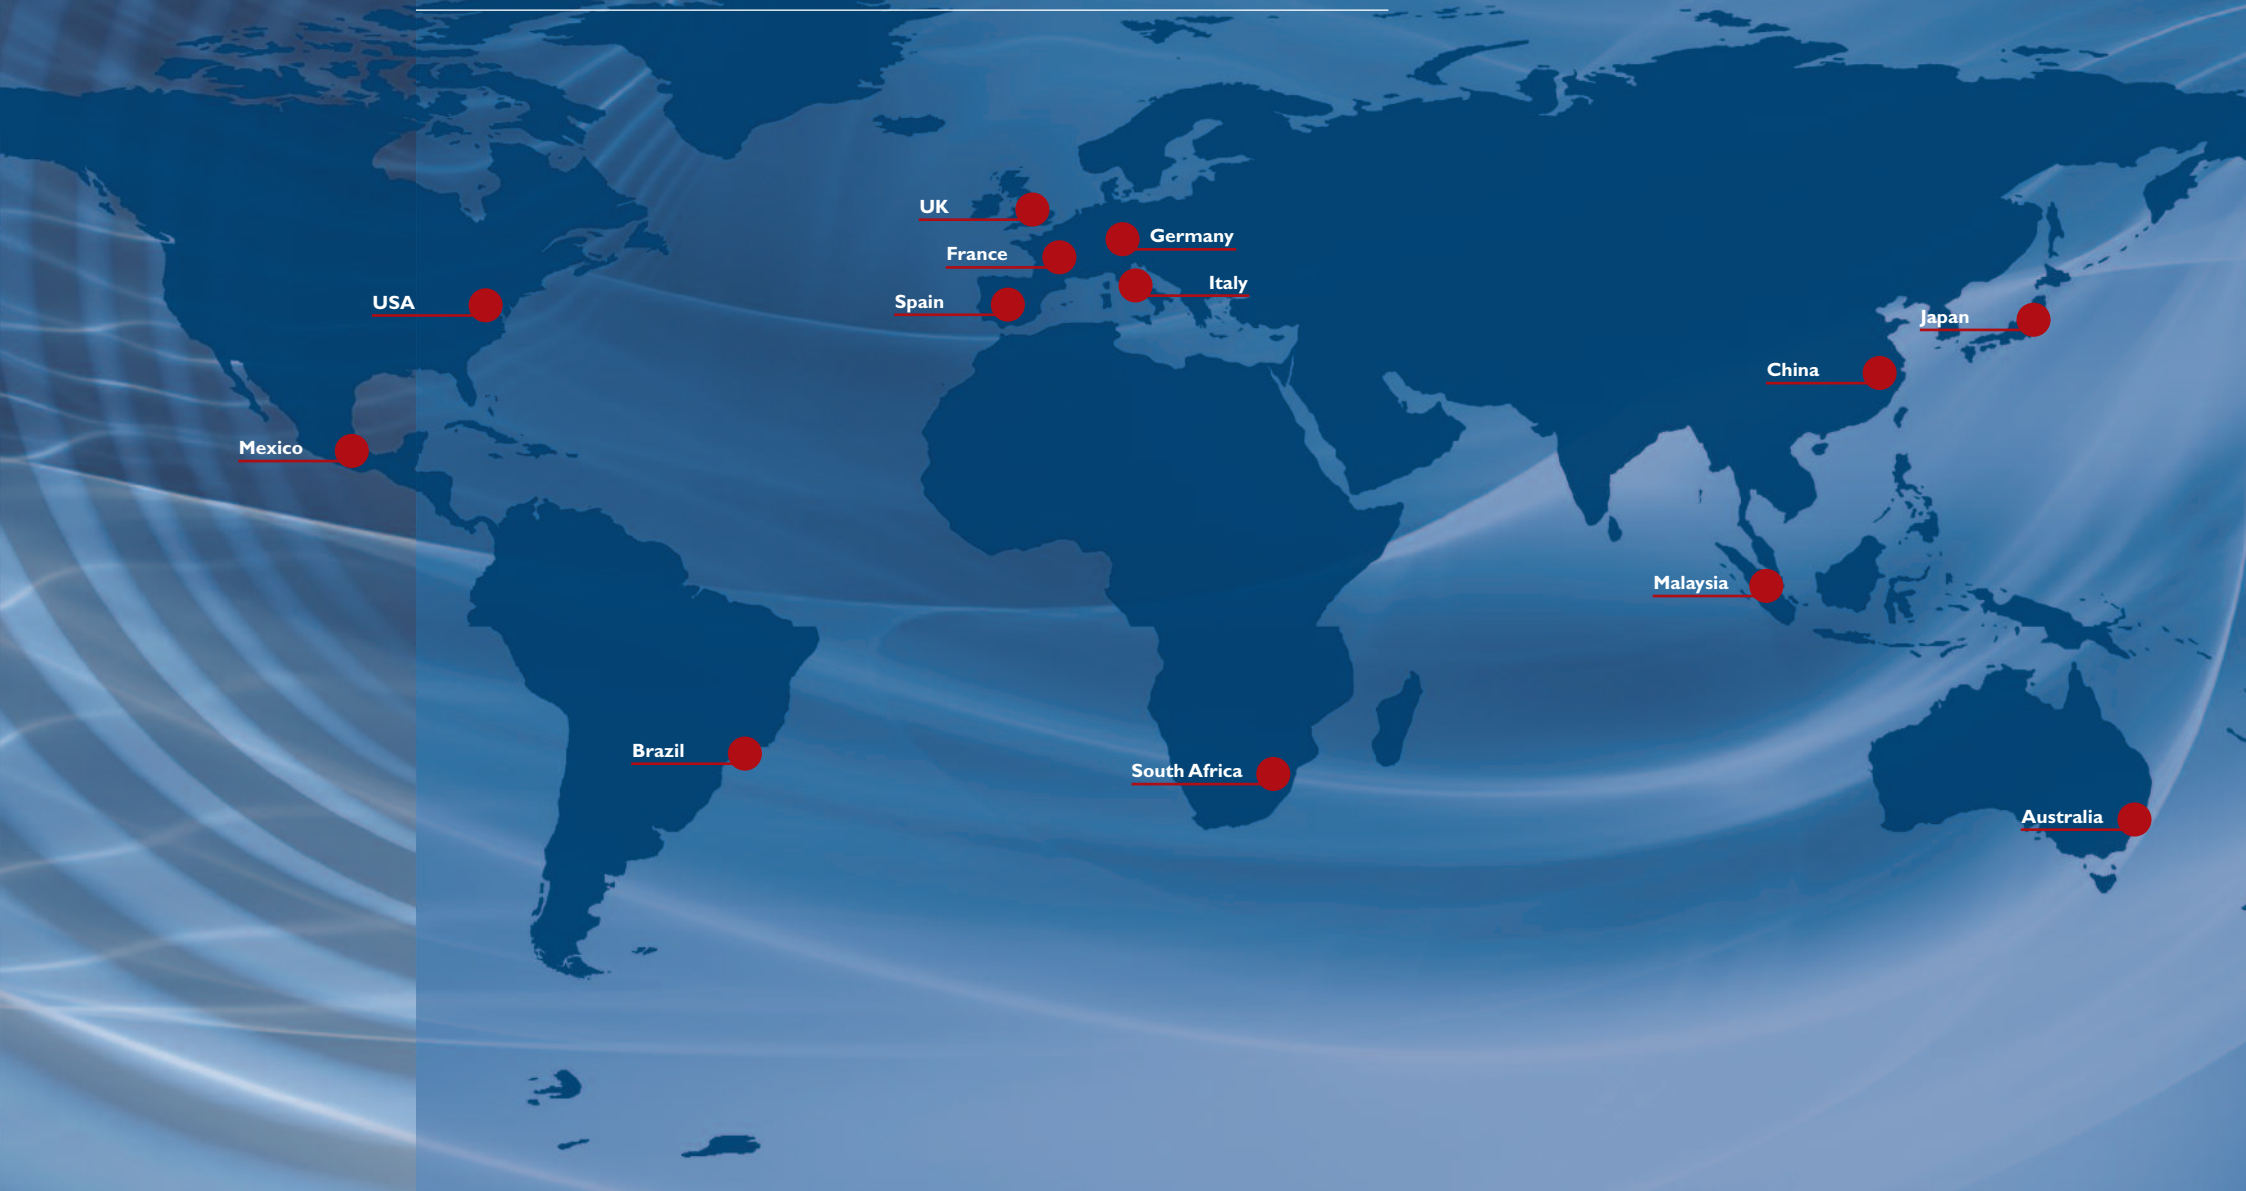 UK
Germany
France
Italy
USA
Spain
Japan
China
Mexico
Malaysia
Brazil
South Africa
Australia